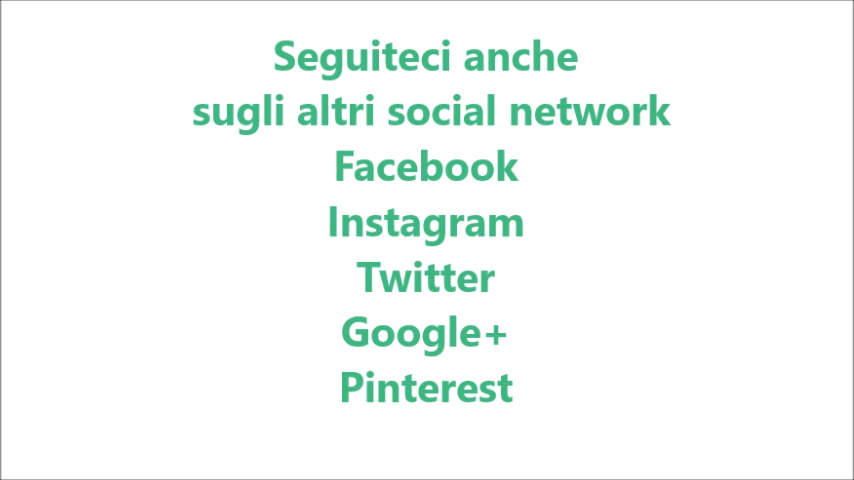 Seguiteci anche
sugli altri social network
Facebook
Instagram
Twitter
Google+
Pinterest